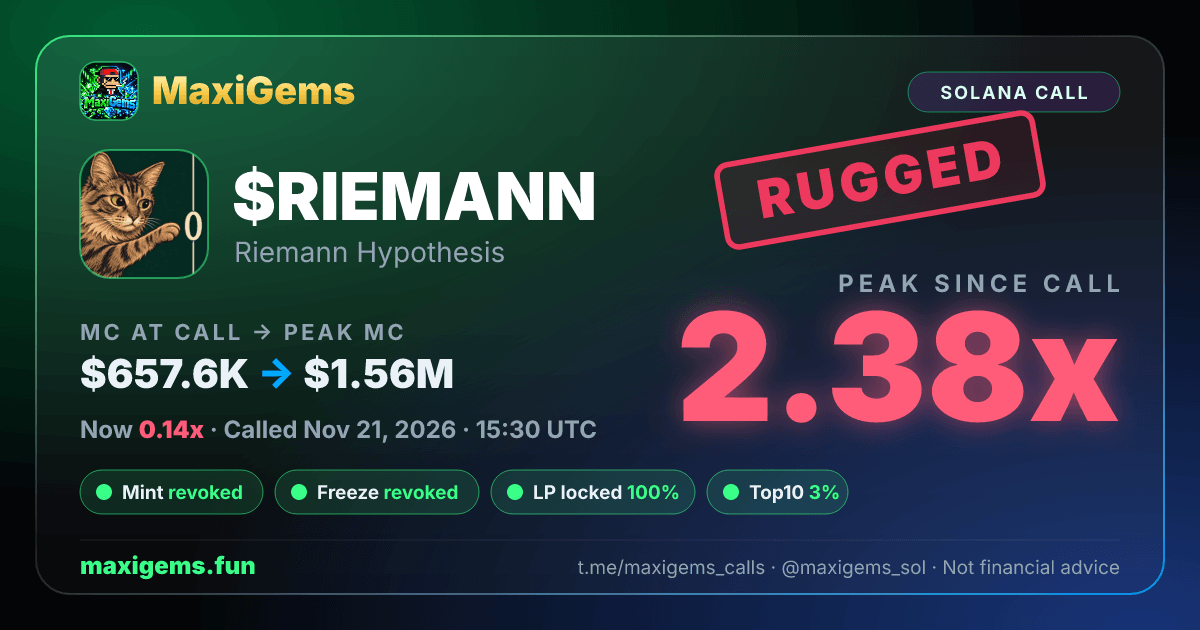 MaxiGems
MaxiGems
SOLANA CALL
RUGGED
0
$RIEMANN
Riemann Hypothesis
PEAK SINCE CALL
2.38x
MC AT CALL → PEAK MC
$657.6K → $1.56M
Now 0.14x · Called Nov 21, 2026 · 15:30 UTC
Mint revoked
Freeze revoked
LP locked 100%
Top10 3%
maxigems.fun
t.me/maxigems_calls · @maxigems_sol · Not financial advice